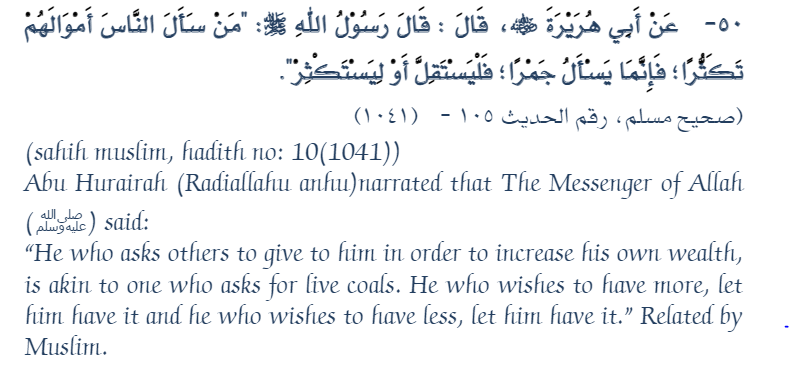 ٥٠- عَنْ أَبِي هُرَيْرَةَ ﷺ، قَالَ : قَالَ رَسُوْلُ اللّٰهِ ﷺ: "مَنْ سَأَلَ النَّاسَ أَمْوَالَهُمْ
تَكَثُّرًا؛ فَإِنَّمَا يَسْأَلُ جَمْرًا؛ فَلْيَسْتَقِلَّ أَوْ لِيَسْتَكْثِرْ".
(صحيح مسلم، رقم الحديث ١٠٥ - (١٠٤١)
(sahih muslim, hadith no: 10(1041))
Abu Hurairah (Radiallahu anhu)narrated that The Messenger of Allah
(صلى الله عليه وسلم) said:
“He who asks others to give to him in order to increase his own wealth,
is akin to one who asks for live coals. He who wishes to have more, let
him have it and he who wishes to have less, let him have it.” Related by
Muslim.